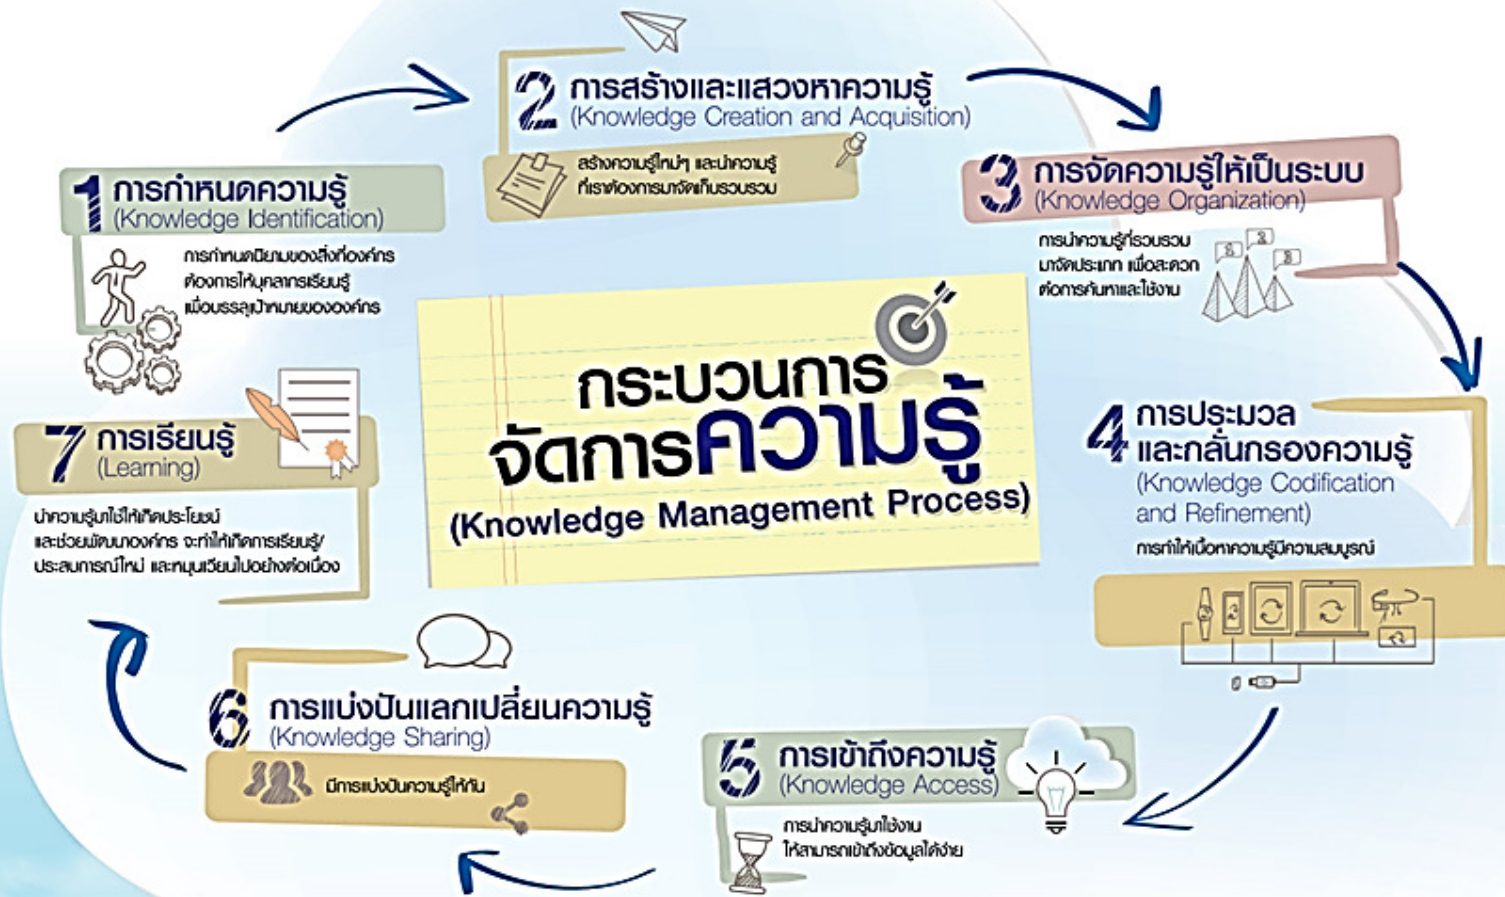 กระบวนการ
จัดการความรู้
(Knowledge Management Process)
1 การกำหนดความรู้
(Knowledge Identification)
การกำหนดนิยามของสิ่งที่องค์กร
ต้องการให้บุคลากรเรียนรู้
เพื่อบรรลุเป้าหมายขององค์กร
2 การสร้างและแสวงหาความรู้
(Knowledge Creation and Acquisition)
สร้างความรู้ใหม่ๆ และนำความรู้
ที่เราต้องการมาจัดเก็บรวบรวม
3 การจัดความรู้ให้เป็นระบบ
(Knowledge Organization)
การนำความรู้ที่รวบรวม
มาจัดประเภท เพื่อสะดวก
ต่อการค้นหาและใช้งาน
1 2 3
4 การประมวล
และกลั่นกรองความรู้
(Knowledge Codification
and Refinement)
การทำให้เนื้อหาความรู้มีความสมบูรณ์
5 การเข้าถึงความรู้
(Knowledge Access)
การนำความรู้มาใช้งาน
ให้สามารถเข้าถึงข้อมูลได้ง่าย
6 การแบ่งปันแลกเปลี่ยนความรู้
(Knowledge Sharing)
มีการแบ่งปันความรู้ให้กัน
7 การเรียนรู้
(Learning)
นำความรู้มาใช้ให้เกิดประโยชน์
และช่วยพัฒนาองค์กร จะทำให้เกิดการเรียนรู้/
ประสบการณ์ใหม่ และหมุนเวียนไปอย่างต่อเนื่อง